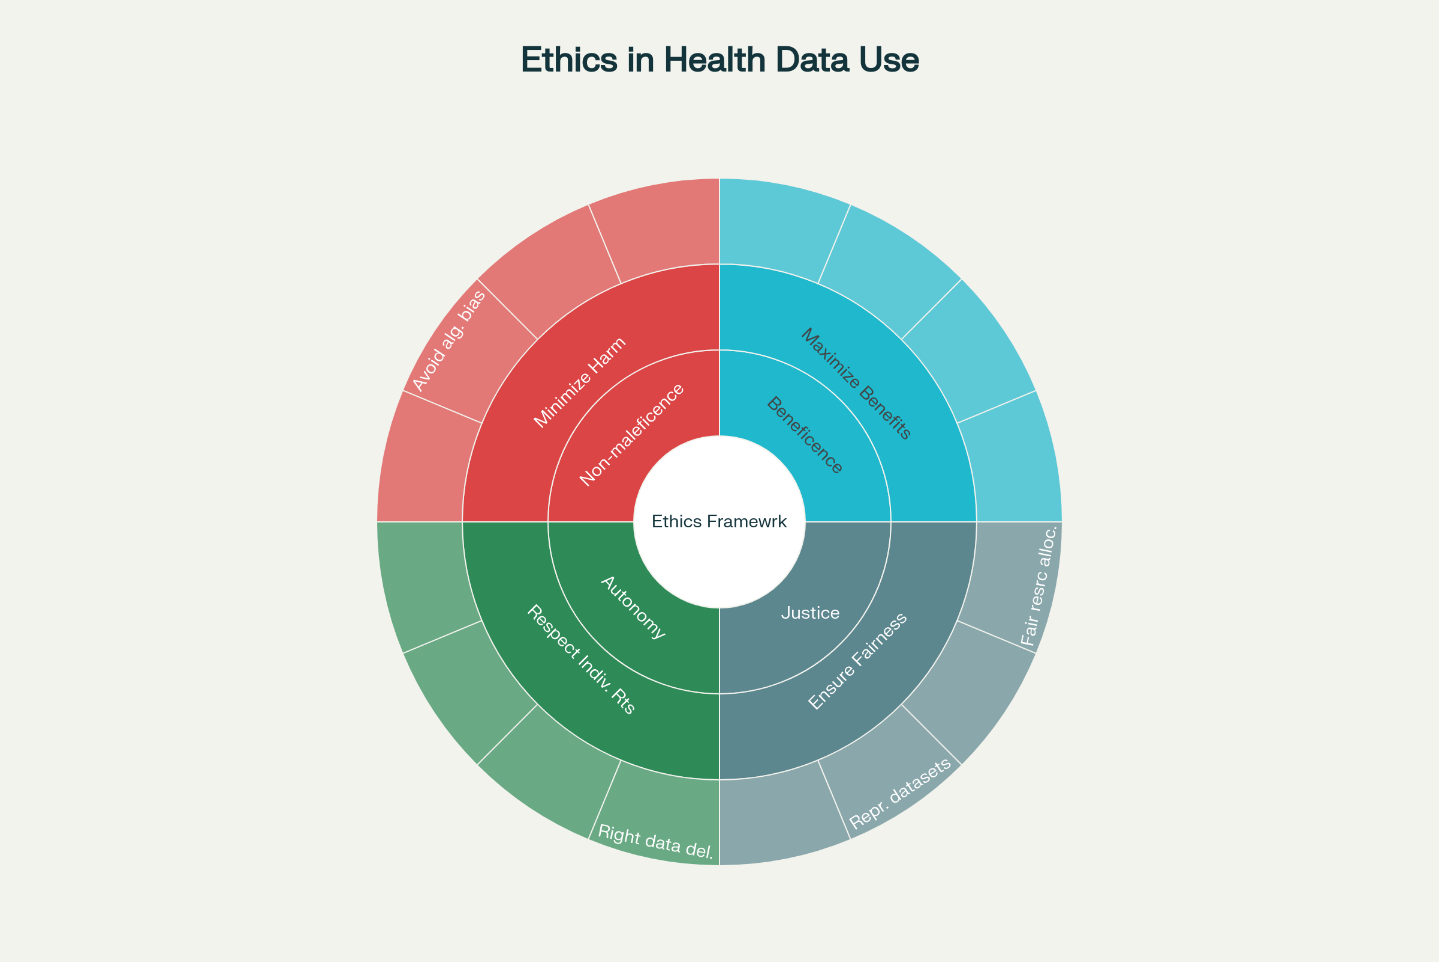 Ethics in Health Data Use
Avoid alg. bias
Minimize Harm
Non-maleficence
Maximize Benefits
Beneficence
Ethics Framewrk
Autonomy
Respect Indiv. Rts
Right data del.
Justice
Ensure Fairness
Fair resrc alloc.
Repr. datasets